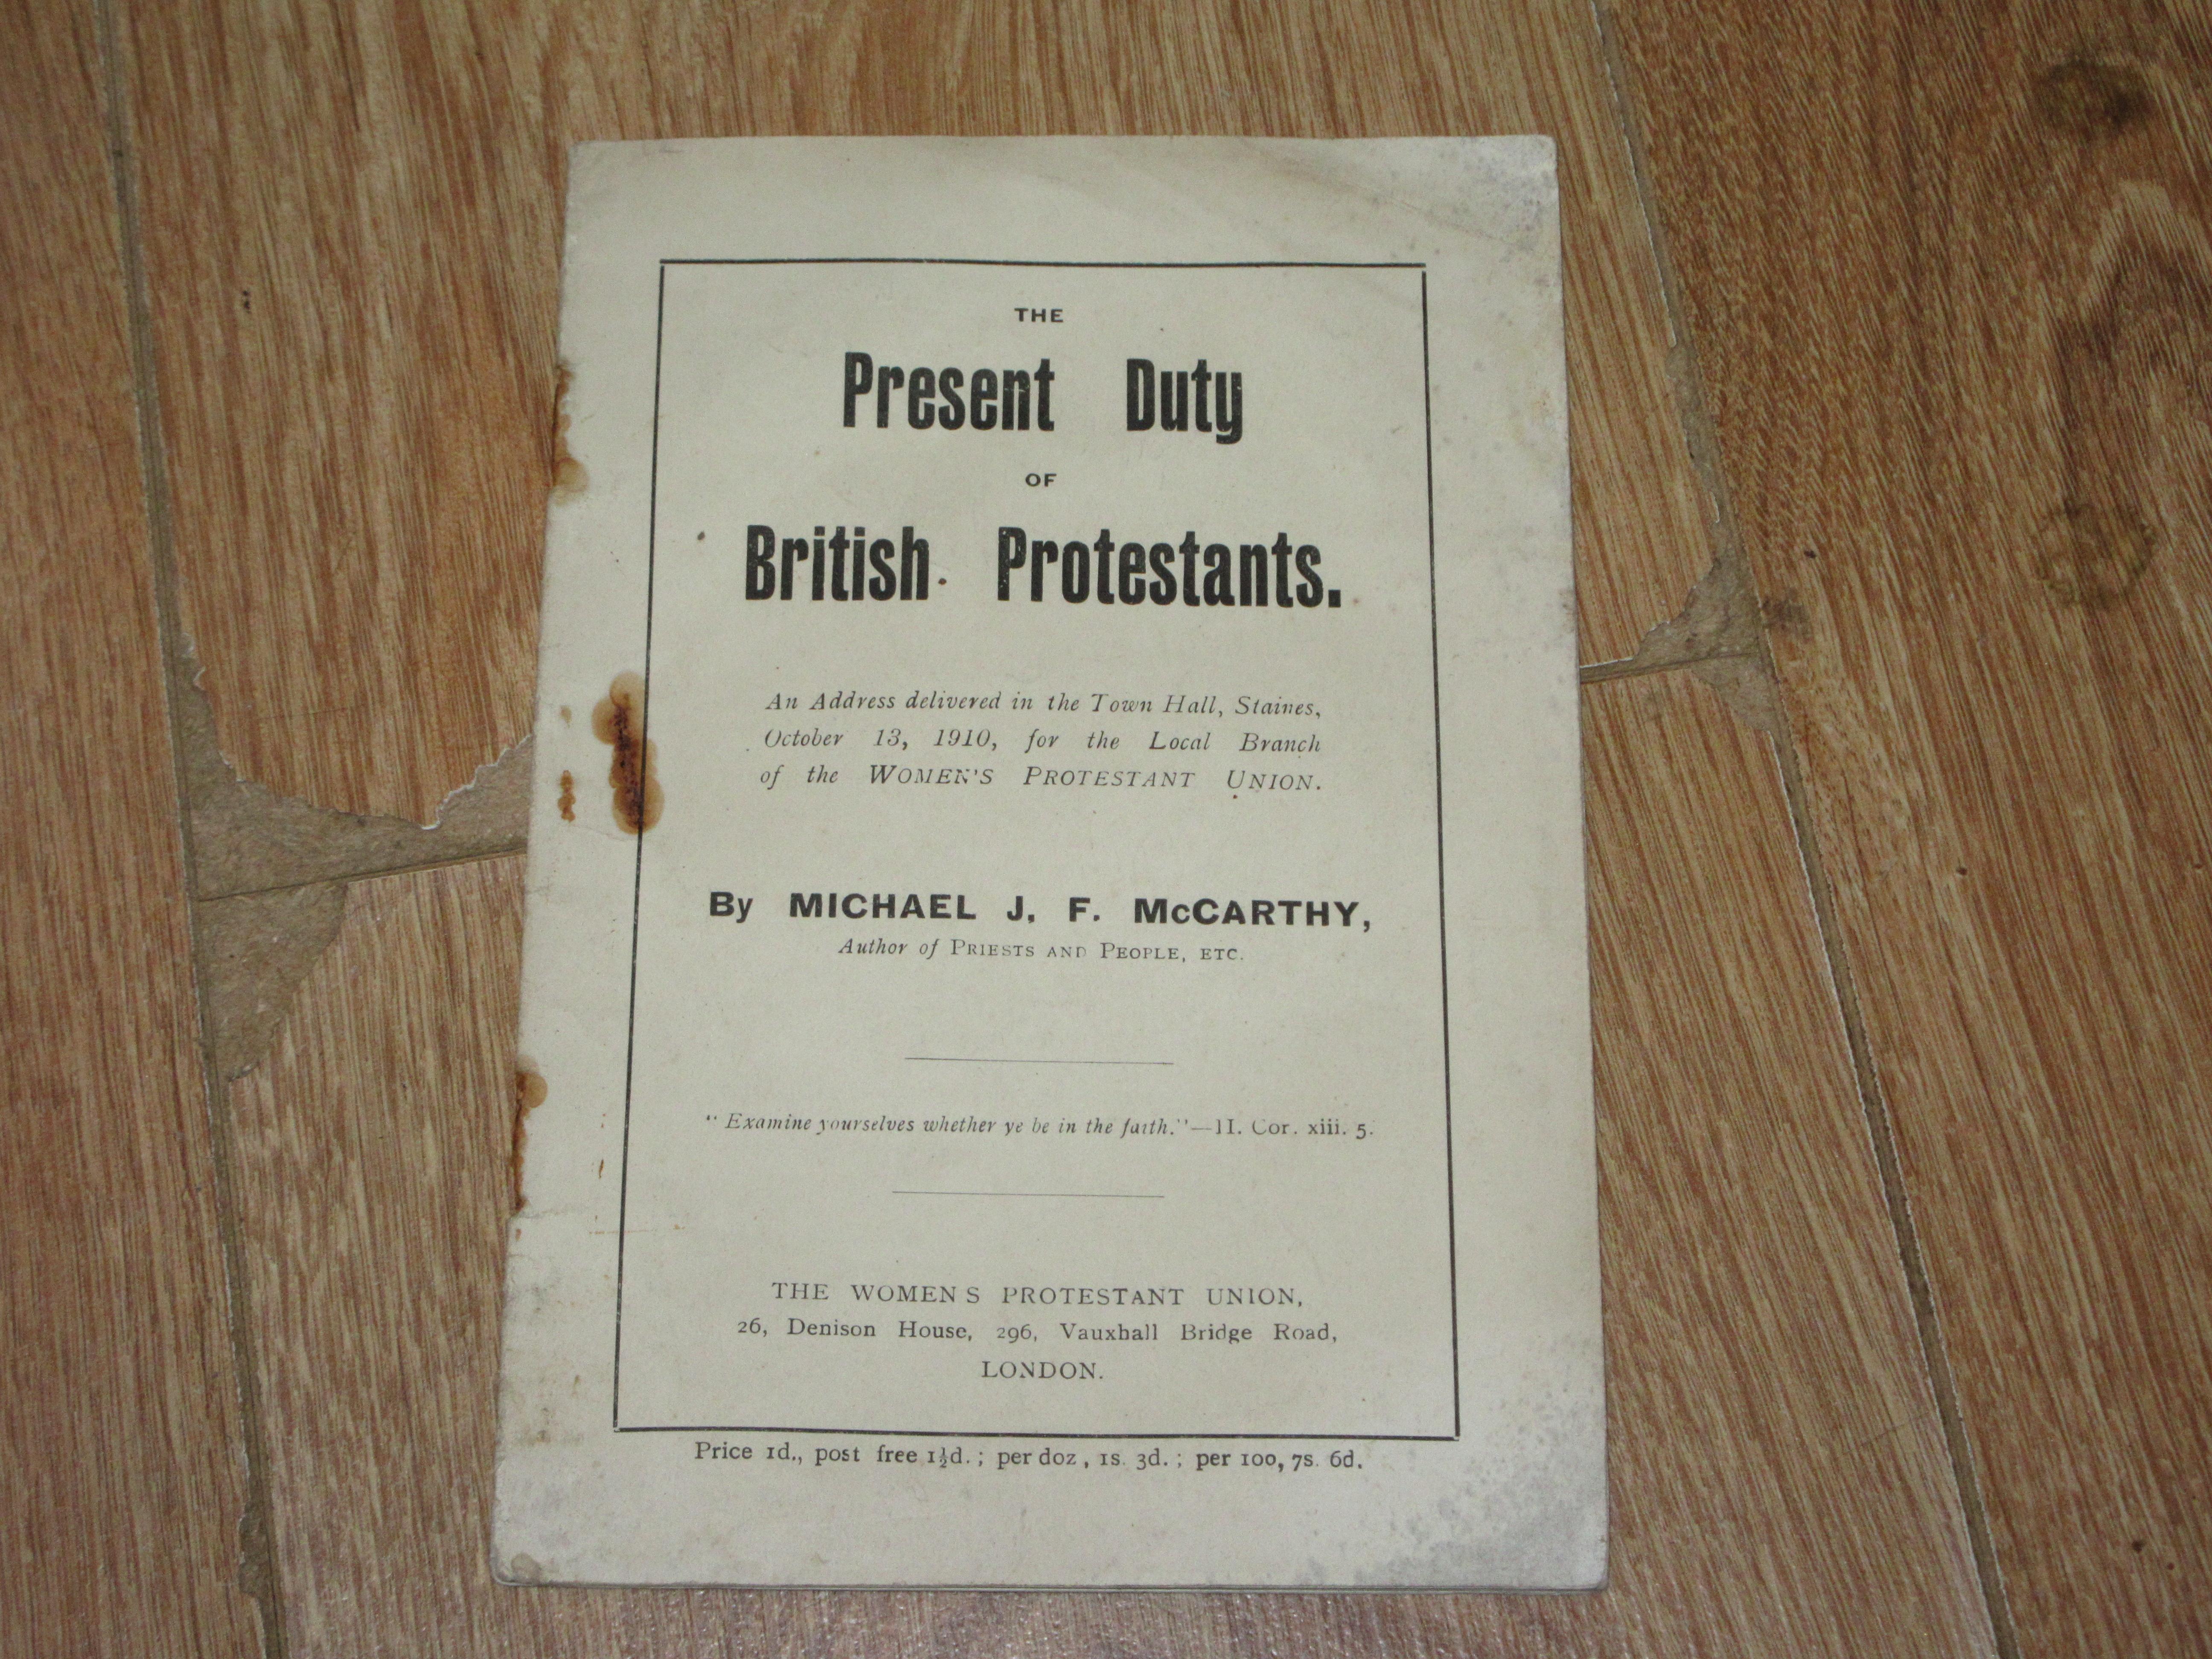 THE
Present Duty
OF
British Protestants.
An Address delivered in the Town Hall, Staines,
October 13, 1910, for the Local Branch
of the WOMEN'S PROTESTANT UNION.
By MICHAEL J. F. McCARTHY,
Author of PRIESTS AND PEOPLE, ETC.
"Examine yourselves whether ye be in the faith."—II. Cor. xiii. 5.
THE WOMEN S PROTESTANT UNION,
26, Denison House, 296, Vauxhall Bridge Road,
LONDON.
Price 1d., post free 1½d.; per doz, 1s. 3d.; per 100, 7s. 6d.